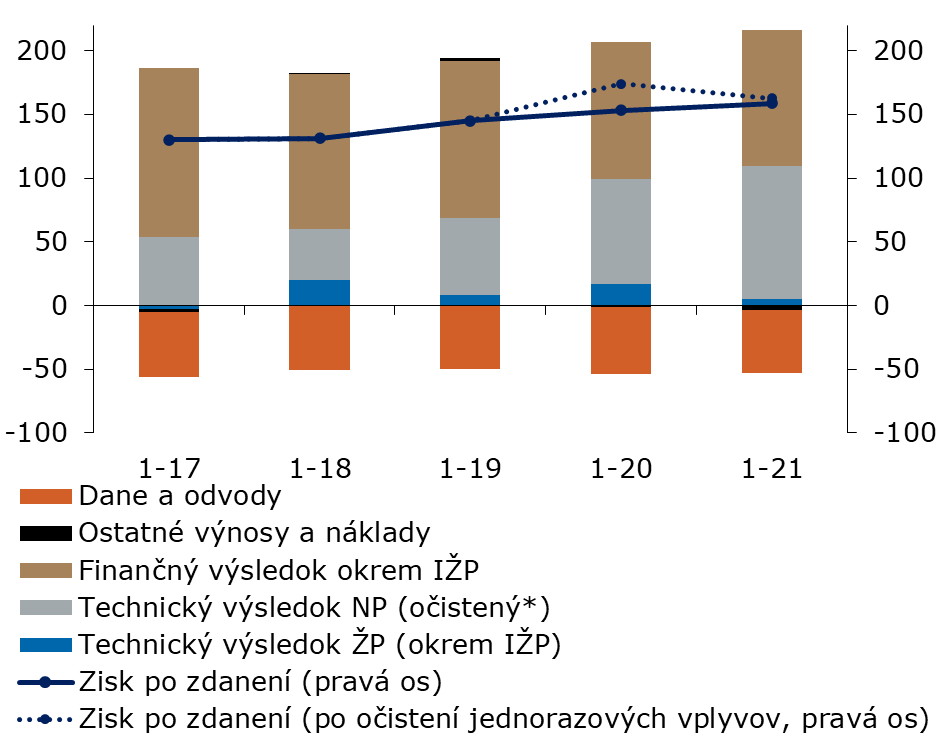 200 200
150 150
100 100
50 50
0 0
-50 -50
-100 -100
1-17 1-18 1-19 1-20 1-21
Dane a odvody
Ostatné výnosy a náklady
Finančný výsledok okrem IŽP
Technický výsledok NP (očistený*)
Technický výsledok ŽP (okrem IŽP)
Zisk po zdanení (pravá os)
Zisk po zdanení (po očistení jednorazových vplyvov, pravá os)